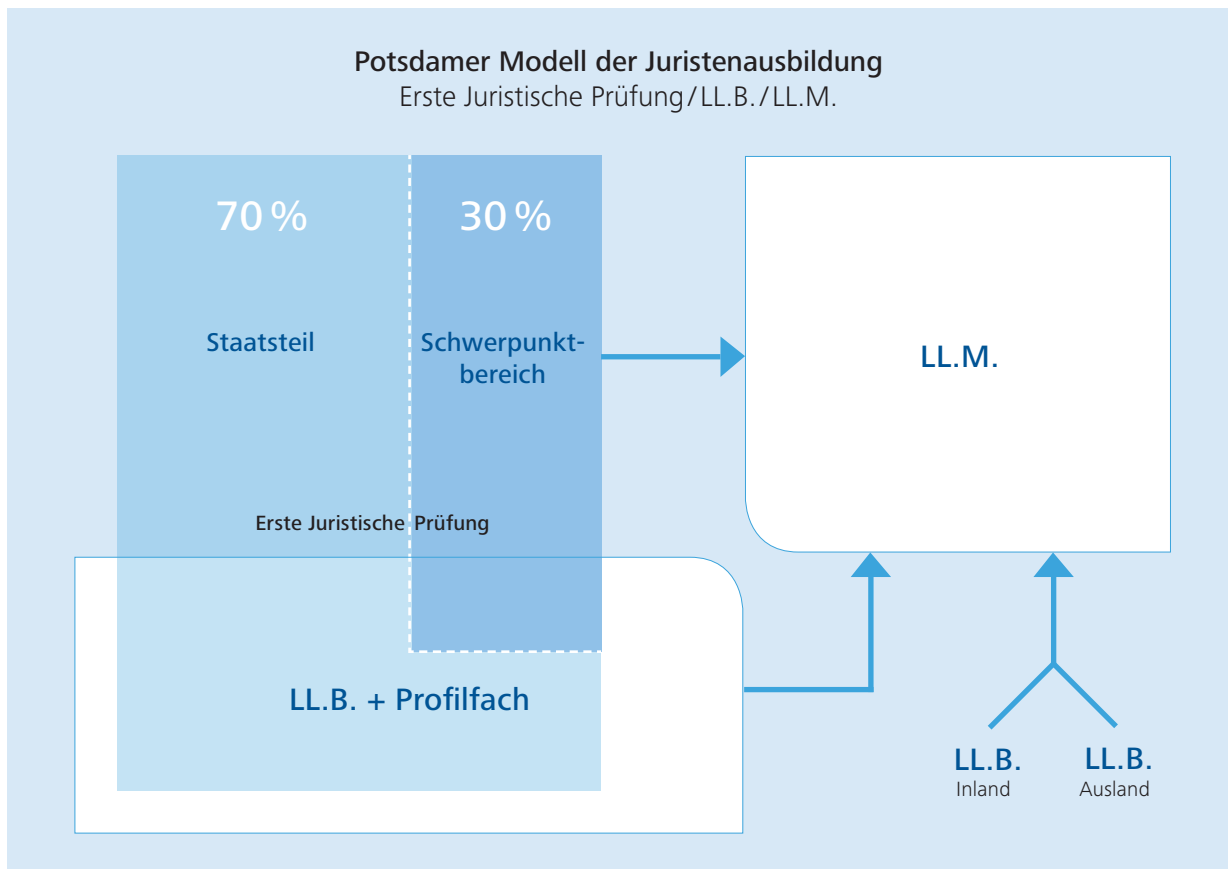 Potsdamer Modell der Juristenausbildung
Erste Juristische Prüfung/LL.B./LL.M.
70 %
30 %
Staatsteil
Schwerpunkt-
bereich
LL.M.
Erste Juristische Prüfung
LL.B. + Profilfach
LL.B.
Inland
LL.B.
Ausland